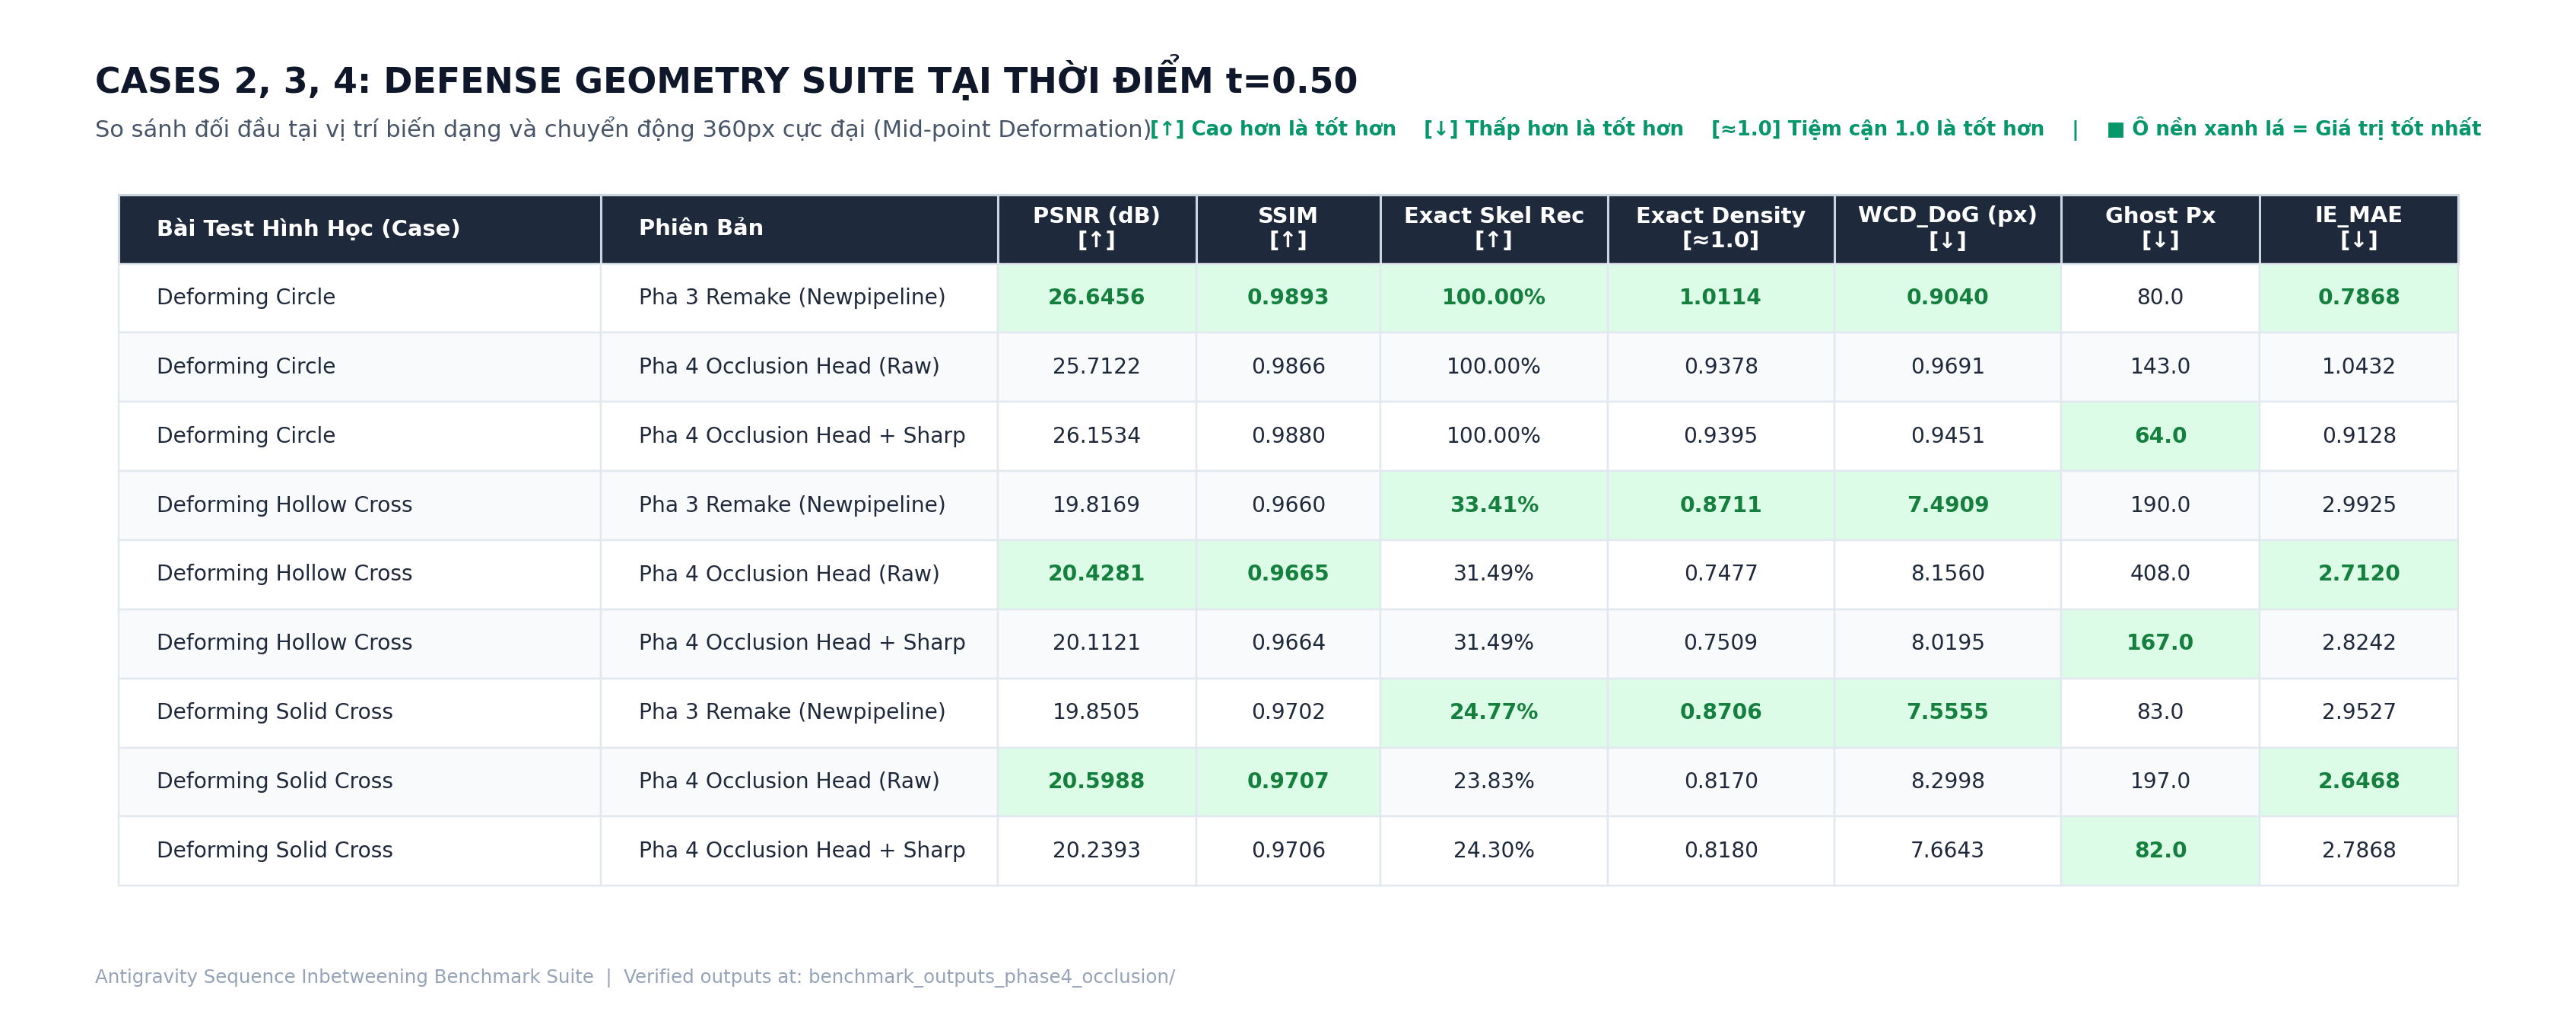 CASES 2, 3, 4: DEFENSE GEOMETRY SUITE TẠI THỜI ĐIỂM t=0.50
So sánh đối đầu tại vị trí biến dạng và chuyển động 360px cực đại (Mid-point Deformation) [↑] Cao hơn là tốt hơn [↓] Thấp hơn là tốt hơn [≈1.0] Tiệm cận 1.0 là tốt hơn | ■ Ô nền xanh lá = Giá trị tốt nhất
Bài Test Hình Học (Case) Phiên Bản PSNR (dB) [↑] SSIM [↑] Exact Skel Rec [↑] Exact Density [≈1.0] WCD_DoG (px) [↓] Ghost Px [↓] IE_MAE [↓]
Deforming Circle Pha 3 Remake (Newpipeline) 26.6456 0.9893 100.00% 1.0114 0.9040 80.0 0.7868
Deforming Circle Pha 4 Occlusion Head (Raw) 25.7122 0.9866 100.00% 0.9378 0.9691 143.0 1.0432
Deforming Circle Pha 4 Occlusion Head + Sharp 26.1534 0.9880 100.00% 0.9395 0.9451 64.0 0.9128
Deforming Hollow Cross Pha 3 Remake (Newpipeline) 19.8169 0.9660 33.41% 0.8711 7.4909 190.0 2.9925
Deforming Hollow Cross Pha 4 Occlusion Head (Raw) 20.4281 0.9665 31.49% 0.7477 8.1560 408.0 2.7120
Deforming Hollow Cross Pha 4 Occlusion Head + Sharp 20.1121 0.9664 31.49% 0.7509 8.0195 167.0 2.8242
Deforming Solid Cross Pha 3 Remake (Newpipeline) 19.8505 0.9702 24.77% 0.8706 7.5555 83.0 2.9527
Deforming Solid Cross Pha 4 Occlusion Head (Raw) 20.5988 0.9707 23.83% 0.8170 8.2998 197.0 2.6468
Deforming Solid Cross Pha 4 Occlusion Head + Sharp 20.2393 0.9706 24.30% 0.8180 7.6643 82.0 2.7868
Antigravity Sequence Inbetweening Benchmark Suite | Verified outputs at: benchmark_outputs_phase4_occlusion/